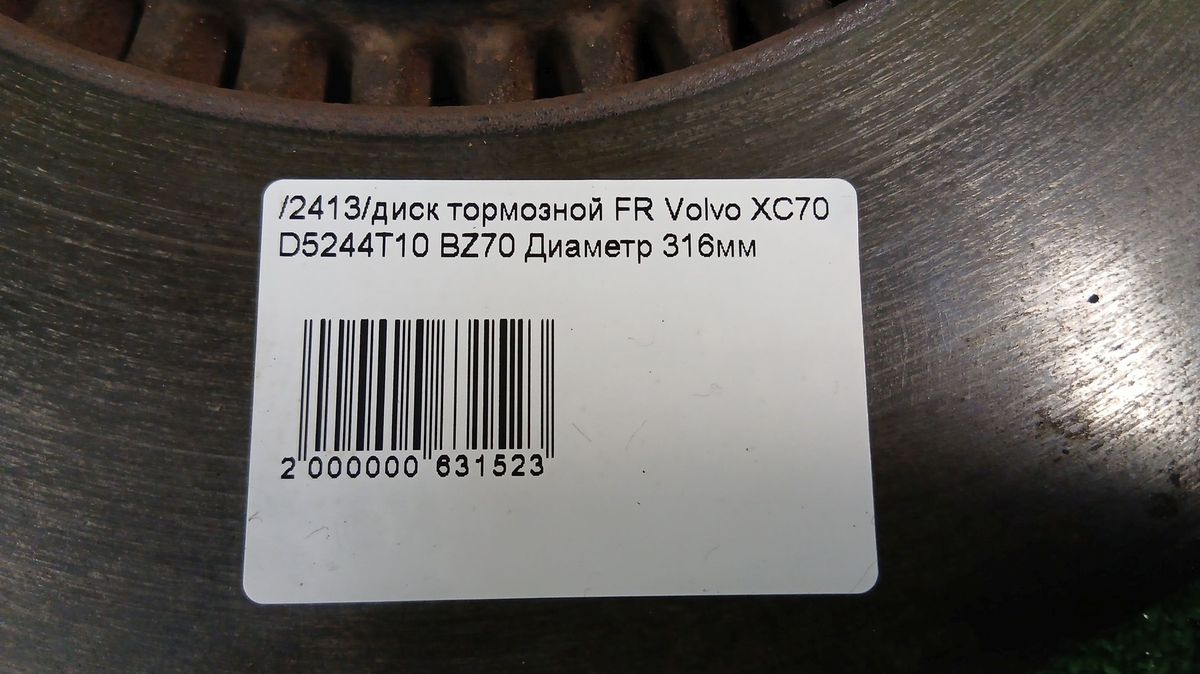 /2413/диск тормозной FR Volvo XC70
D5244T10 BZ70 Диаметр 316мм
2 000000 631523